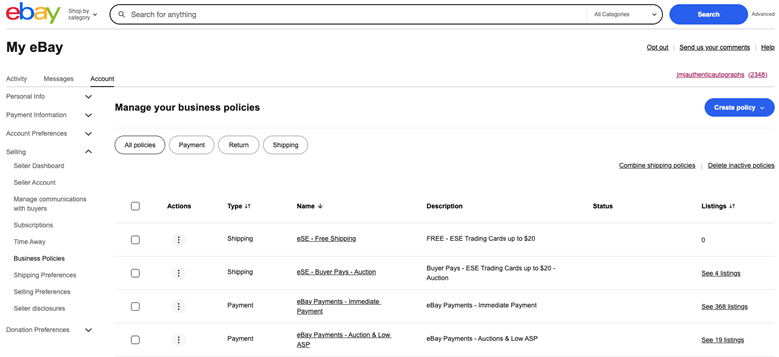 ebay Shop by category Search for anything All Categories Search Advanced
My eBay
Opt out Send us your comments Help
Activity Messages Account
jmjauthenticautographs (2348)
Personal Info
Payment Information
Account Preferences
Selling
Seller Dashboard
Seller Account
Manage communications
with buyers
Subscriptions
Time Away
Business Policies
Shipping Preferences
Selling Preferences
Seller disclosures
Donation Preferences
Manage your business policies Create policy
All policies Payment Return Shipping
Combine shipping policies Delete inactive policies
Actions Type Name Description Status Listings
Shipping eSE - Free Shipping FREE - ESE Trading Cards up to $20 0
Shipping eSE - Buyer Pays - Auction Buyer Pays - ESE Trading Cards up to $20 - See 4 listings
Auction
Payment eBay Payments - Immediate eBay Payments - Immediate Payment See 368 listings
Payment
Payment eBay Payments - Auction & Low eBay Payments - Auctions & Low ASP See 19 listings
ASP